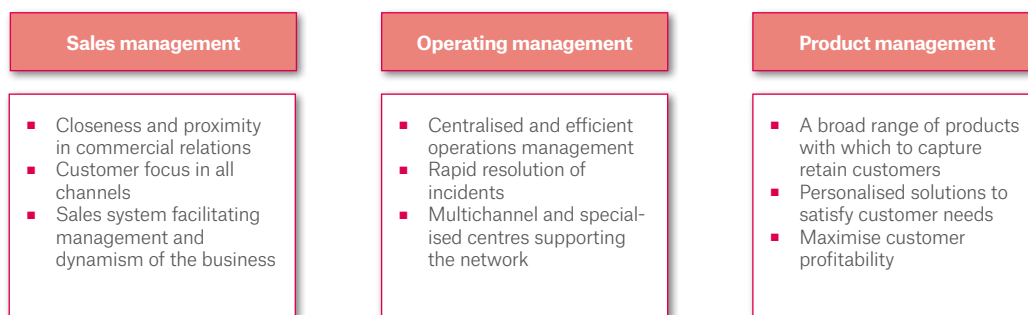 Sales management
Closeness and proximity
in commercial relations
Customer focus in all
channels
Sales system facilitating
management and
dynamism of the business
Operating management
Centralised and efficient
operations management
Rapid resolution of
incidents
Multichannel and special-
ised centres supporting
the network
Product management
A broad range of products
with which to capture
retain customers
Personalised solutions to
satisfy customer needs
Maximise customer
profitability